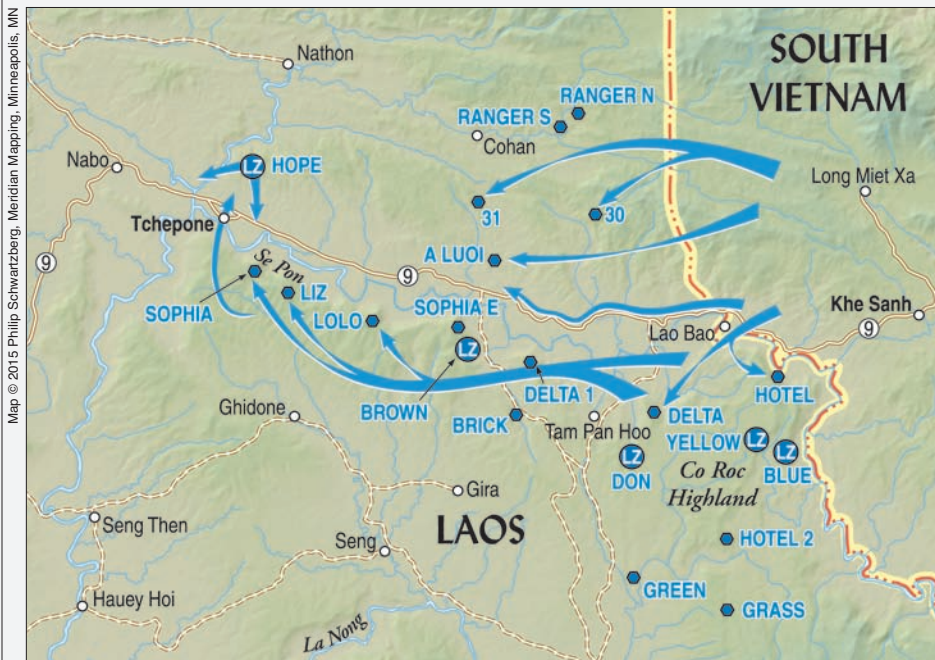 Map © 2015 Philip Schwartzberg, Meridian Mapping, Minneapolis, MN
SOUTH
VIETNAM
Nathon
RANGER N
RANGER S
Cohan
Nabo
LZ
HOPE
Long Miet Xa
31
30
Tchepone
9
A LUOI
Se Pon
9
SOPHIA
LIZ
LOLO
SOPHIA E
Khe Sanh
Lao Bao
9
LZ
BROWN
DELTA 1
HOTEL
Ghidone
BRICK
Tam Pan Hoo
DELTA
YELLOW
LZ
LZ
BLUE
LZ
DON
Co Roc
Highland
Gira
LAOS
Seng Then
Seng
HOTEL 2
Hauey Hoi
GREEN
GRASS
La Nong